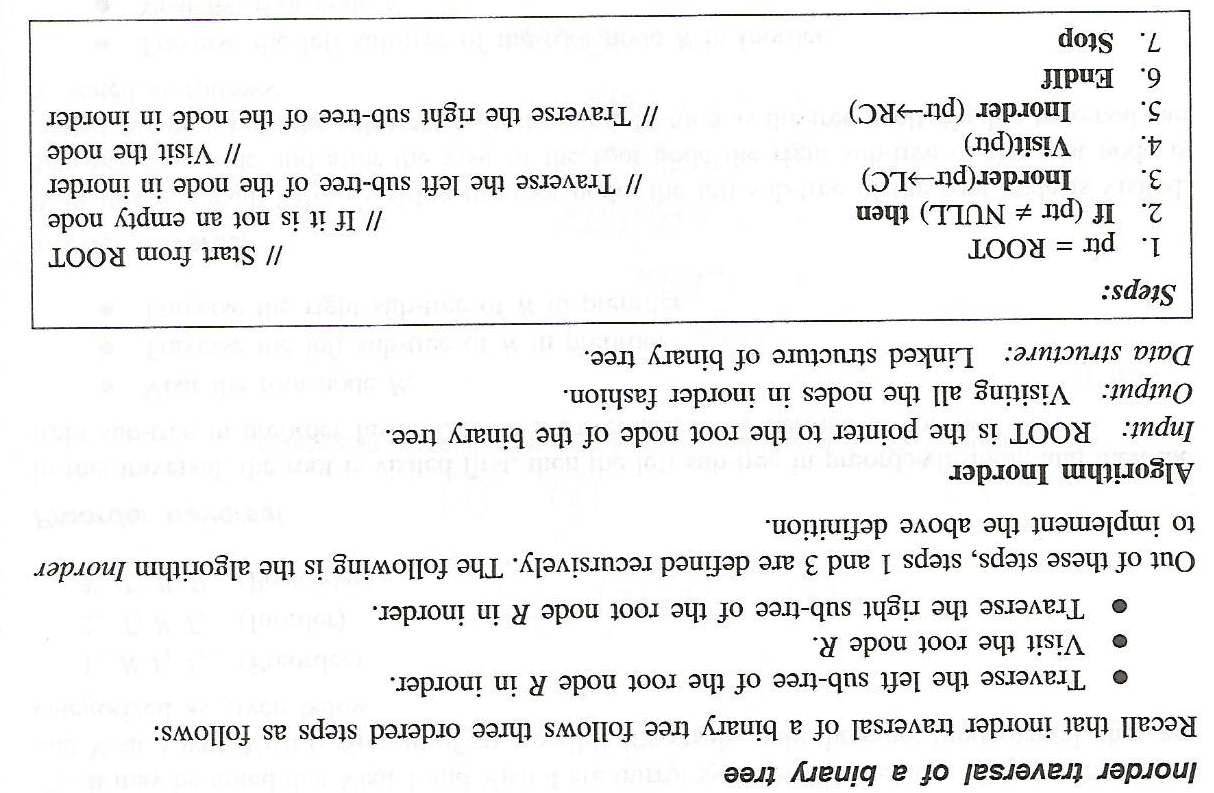 Inorder traversal of a binary tree
Recall that inorder traversal of a binary tree follows three ordered steps as follows:
• Traverse the left sub-tree of the root node R in inorder.
• Visit the root node R.
• Traverse the right sub-tree of the root node R in inorder.
Out of these steps, steps 1 and 3 are defined recursively. The following is the algorithm Inorder
to implement the above definition.
Algorithm Inorder
Input: ROOT is the pointer to the root node of the binary tree.
Output: Visiting all the nodes in inorder fashion.
Data structure: Linked structure of binary tree.
Steps:
1. ptr = ROOT // Start from ROOT
2. If (ptr ≠ NULL) then // If it is not an empty node
3. Inorder(ptr→LC) // Traverse the left sub-tree of the node in inorder
4. Visit(ptr) // Visit the node
5. Inorder (ptr→RC) // Traverse the right sub-tree of the node in inorder
6. EndIf
7. Stop